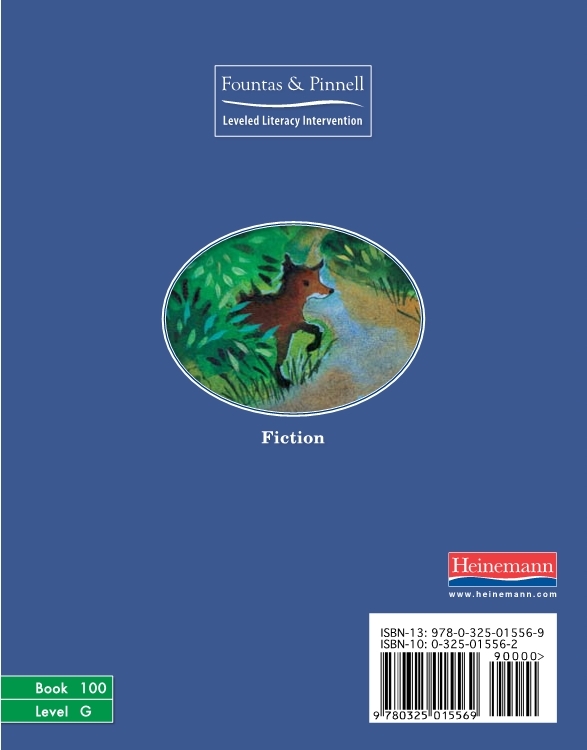 Fountas & Pinnell
Leveled Literacy Intervention
Fiction
Heinemann
www.heinemann.com
ISBN-13: 978-0-325-01556-9
ISBN-10: 0-325-01556-2
90000>
9 780325 015569
Book 100
Level G